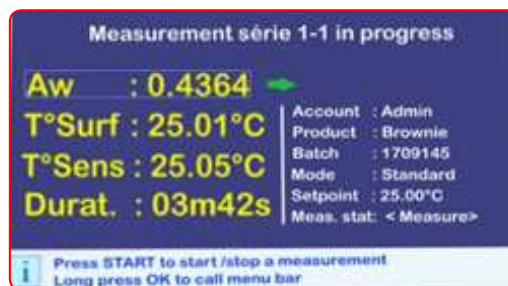 Measurement série 1-1 in progress
Aw : 0.4364
T°Surf : 25.01°C
T°Sens : 25.05°C
Durat. : 03m42s
Account : Admin
Product : Brownie
Batch : 1709145
Mode : Standard
Setpoint : 25.00°C
Meas. stat: < Measure>
i
Press START to start /stop a measurement
Long press OK to call menu bar